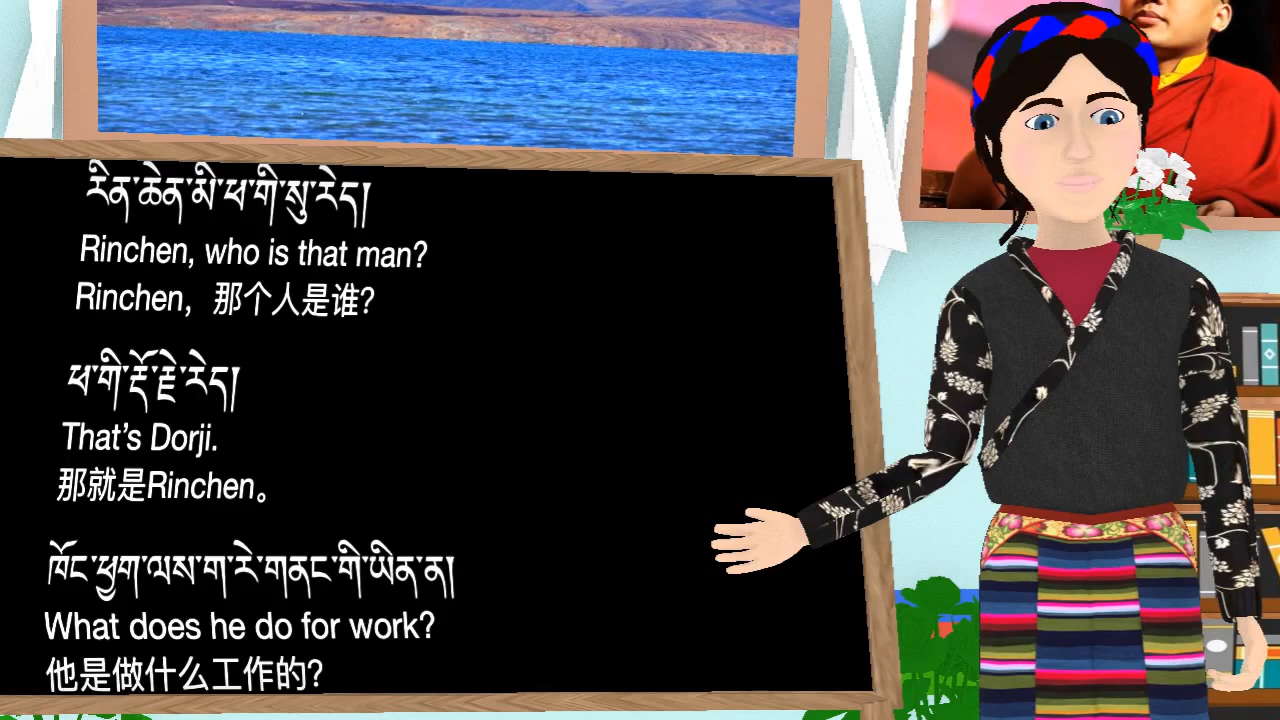 རིན་ཆེན་མི་ཕ་གི་སུ་རེད།
Rinchen, who is that man?
Rinchen，那个人是谁?
ཕ་གི་རྡོ་རྗེ་རེད།
That’s Dorji.
那就是Rinchen。
ཁོང་ཕྱག་ལས་ག་རེ་གནང་གི་ཡིན་ན།
What does he do for work?
他是做什么工作的?